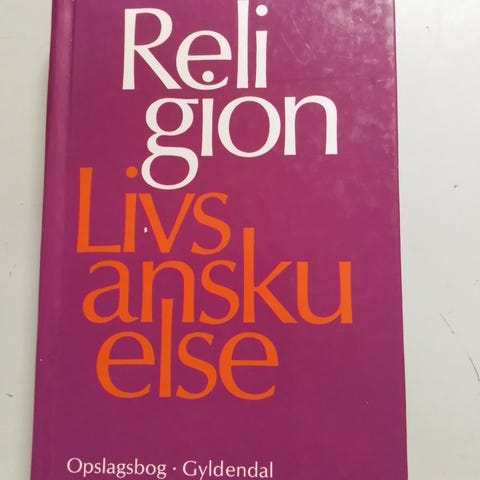 Reli
gion
Livs
ansku
else
Opslagsbog · Gyldendal